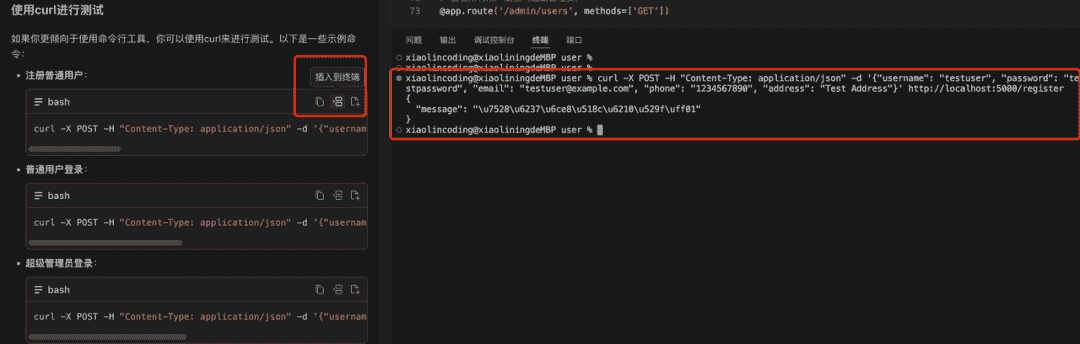 使用curl进行测试
如果你更倾向于使用命令行工具，你可以使用curl来进行测试。以下是一些示例命
令：
• 注册普通用户：
插入到终端
bash
curl -X POST -H "Content-Type: application/json" -d '{"usernam
• 普通用户登录：
bash
curl -X POST -H "Content-Type: application/json" -d '{"usernam
• 超级管理员登录：
bash
curl -X POST -H "Content-Type: application/json" -d '{"usernam
73 @app.route('/admin/users', methods=['GET'])
问题 输出 调试控制台 终端 端口
xiaolincoding@xiaoliningdeMBP user %
xiaolincoding@xiaoliningdeMBP user %
xiaolincoding@xiaoliningdeMBP user % curl -X POST -H "Content-Type: application/json" -d '{"username": "testuser", "password": "te
stpassword", "email": "testuser@example.com", "phone": "1234567890", "address": "Test Address"}' http://localhost:5000/register
{
"message": "\u7528\u6237\u6ce8\u518c\u6210\u529f\uff01"
}
xiaolincoding@xiaoliningdeMBP user %